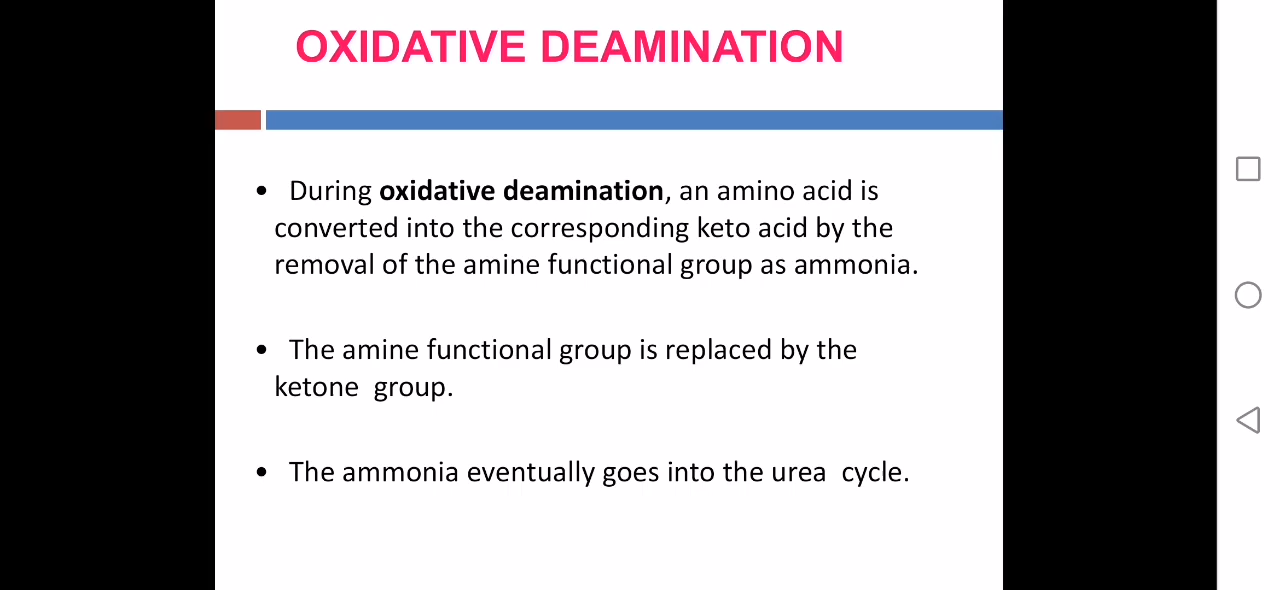 OXIDATIVE DEAMINATION
• During oxidative deamination, an amino acid is
converted into the corresponding keto acid by the
removal of the amine functional group as ammonia.
• The amine functional group is replaced by the
ketone  group.
• The ammonia eventually goes into the urea  cycle.